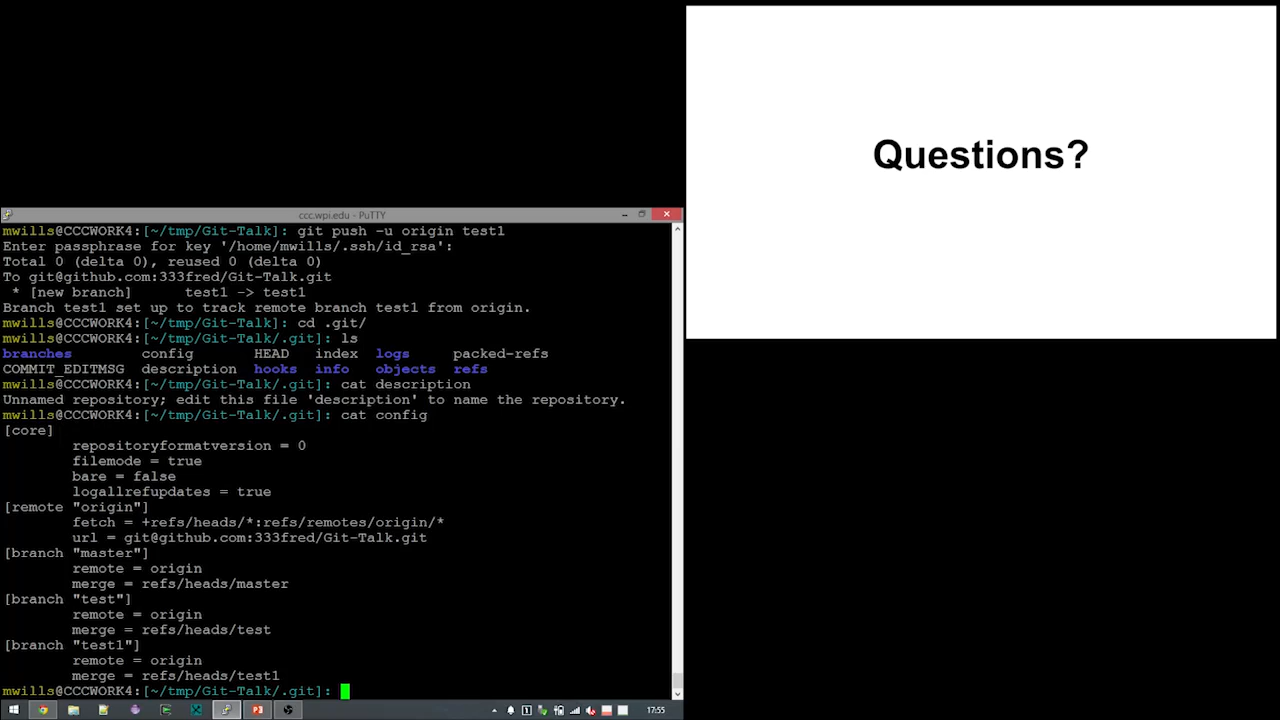 Questions?
ccc.wpi.edu - PuTTY
mwills@CCCWORK4:[~/tmp/Git-Talk]: git push -u origin test1
Enter passphrase for key '/home/mwills/.ssh/id_rsa':
Total 0 (delta 0), reused 0 (delta 0)
To git@github.com:333fred/Git-Talk.git
 * [new branch]      test1 -> test1
Branch test1 set up to track remote branch test1 from origin.
mwills@CCCWORK4:[~/tmp/Git-Talk]: cd .git/
mwills@CCCWORK4:[~/tmp/Git-Talk/.git]: ls
branches        config       HEAD   index  logs     packed-refs
COMMIT_EDITMSG  description  hooks  info   objects  refs
mwills@CCCWORK4:[~/tmp/Git-Talk/.git]: cat description
Unnamed repository; edit this file 'description' to name the repository.
mwills@CCCWORK4:[~/tmp/Git-Talk/.git]: cat config
[core]
        repositoryformatversion = 0
        filemode = true
        bare = false
        logallrefupdates = true
[remote "origin"]
        fetch = +refs/heads/*:refs/remotes/origin/*
        url = git@github.com:333fred/Git-Talk.git
[branch "master"]
        remote = origin
        merge = refs/heads/master
[branch "test"]
        remote = origin
        merge = refs/heads/test
[branch "test1"]
        remote = origin
        merge = refs/heads/test1
mwills@CCCWORK4:[~/tmp/Git-Talk/.git]:
17:55